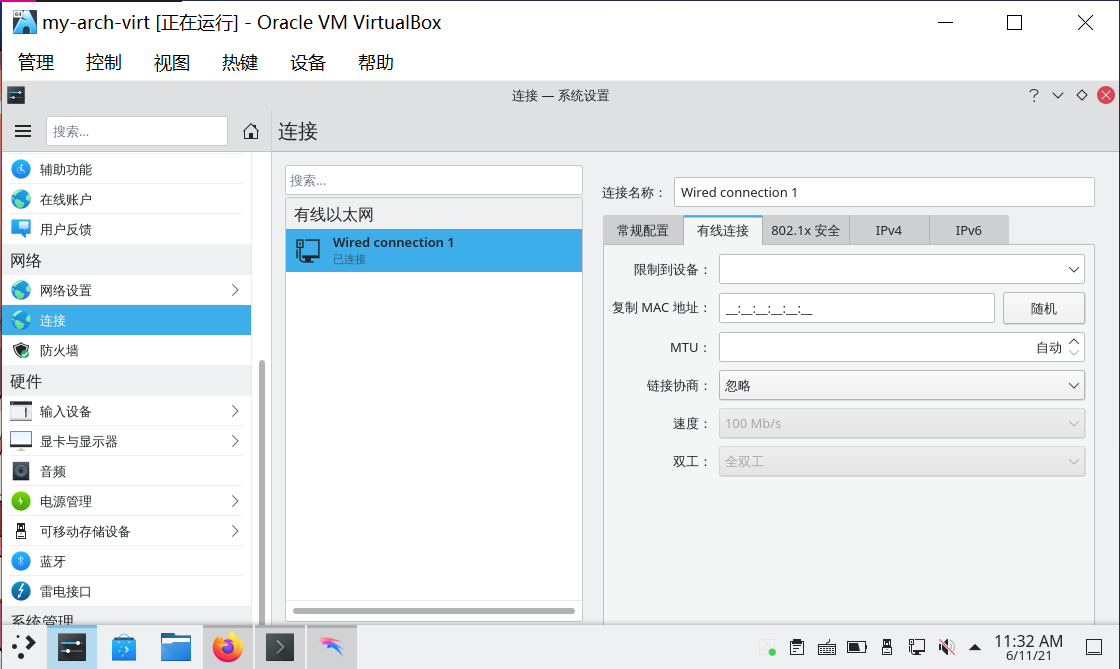 my-arch-virt [正在运行] - Oracle VM VirtualBox
管理 控制 视图 热键 设备 帮助
连接 — 系统设置
搜索...
连接
辅助功能
在线账户
用户反馈
网络
网络设置
连接
防火墙
硬件
输入设备
显卡与显示器
音频
电源管理
可移动存储设备
蓝牙
雷电接口
系统管理
搜索...
有线以太网
Wired connection 1
已连接
连接名称： Wired connection 1
常规配置 有线连接 802.1x 安全 IPv4 IPv6
限制到设备：
复制 MAC 地址： __:__:__:__:__:__ 随机
MTU： 自动
链接协商： 忽略
速度： 100 Mb/s
双工： 全双工
11:32 AM
6/11/21